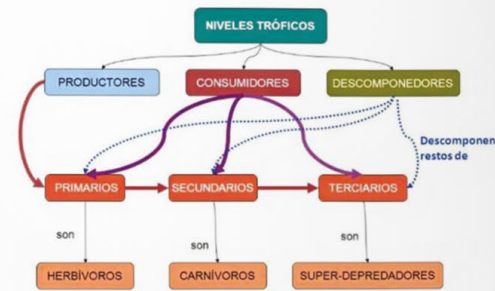 NIVELES TRÓFICOS
PRODUCTORES
CONSUMIDORES
DESCOMPONEDORES
Descomponen
restos de
PRIMARIOS
SECUNDARIOS
TERCIARIOS
son
son
son
HERBÍVOROS
CARNÍVOROS
SUPER-DEPREDADORES